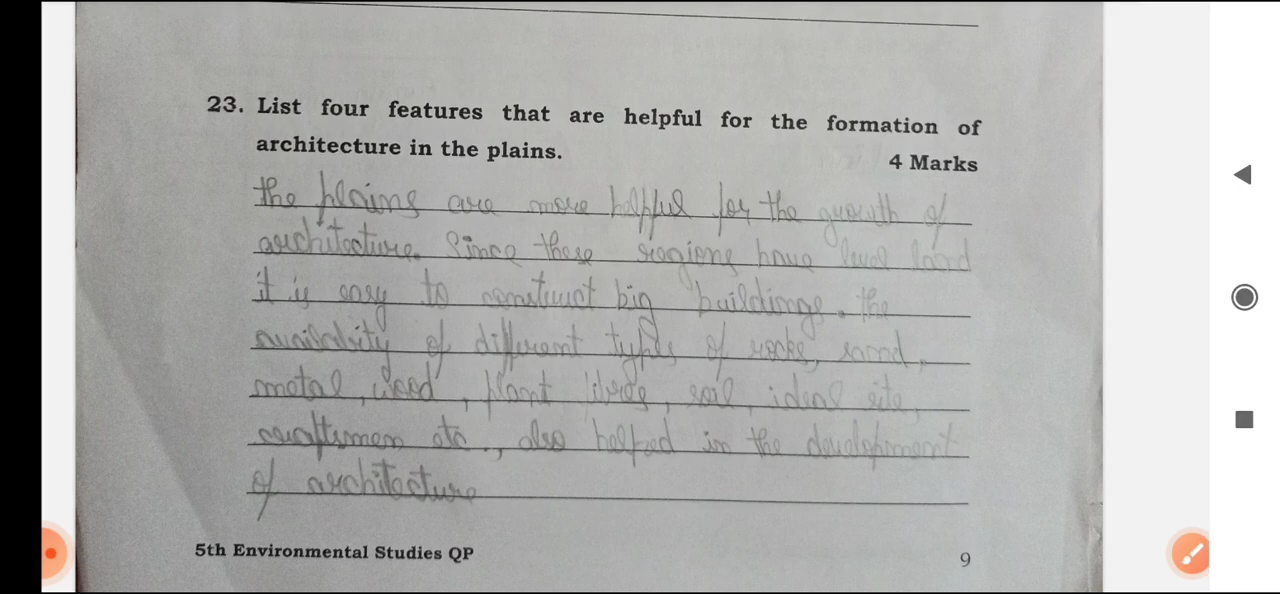 23. List four features that are helpful for the formation of
architecture in the plains.
4 Marks
the plains are more helpful for the growth of
architecture. Since these regions have level land
it is easy to construct big buildings. the
availability of different types of rocks, sand,
metal, wood, plant fibres, soil, ideal site,
craftsmen etc., also helped in the development
of architecture
5th Environmental Studies QP
9